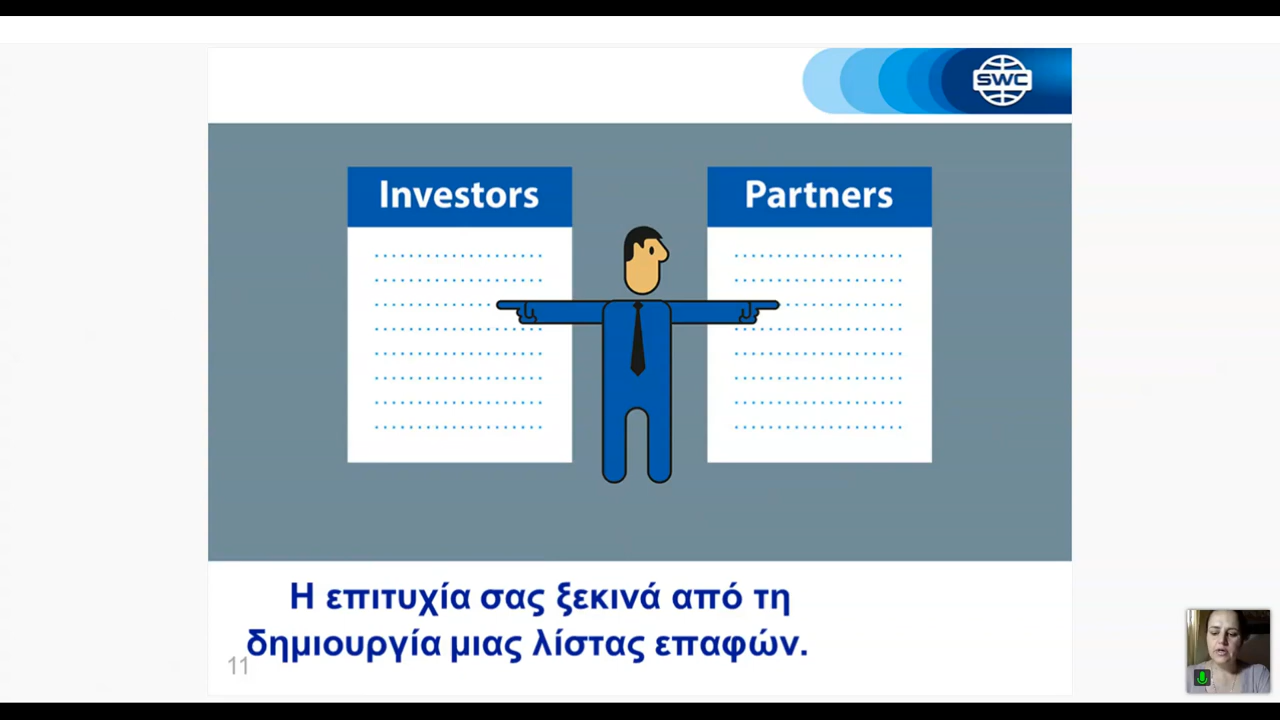 SWC
Investors
Partners
Η επιτυχία σας ξεκινά από τη
δημιουργία μιας λίστας επαφών.
11